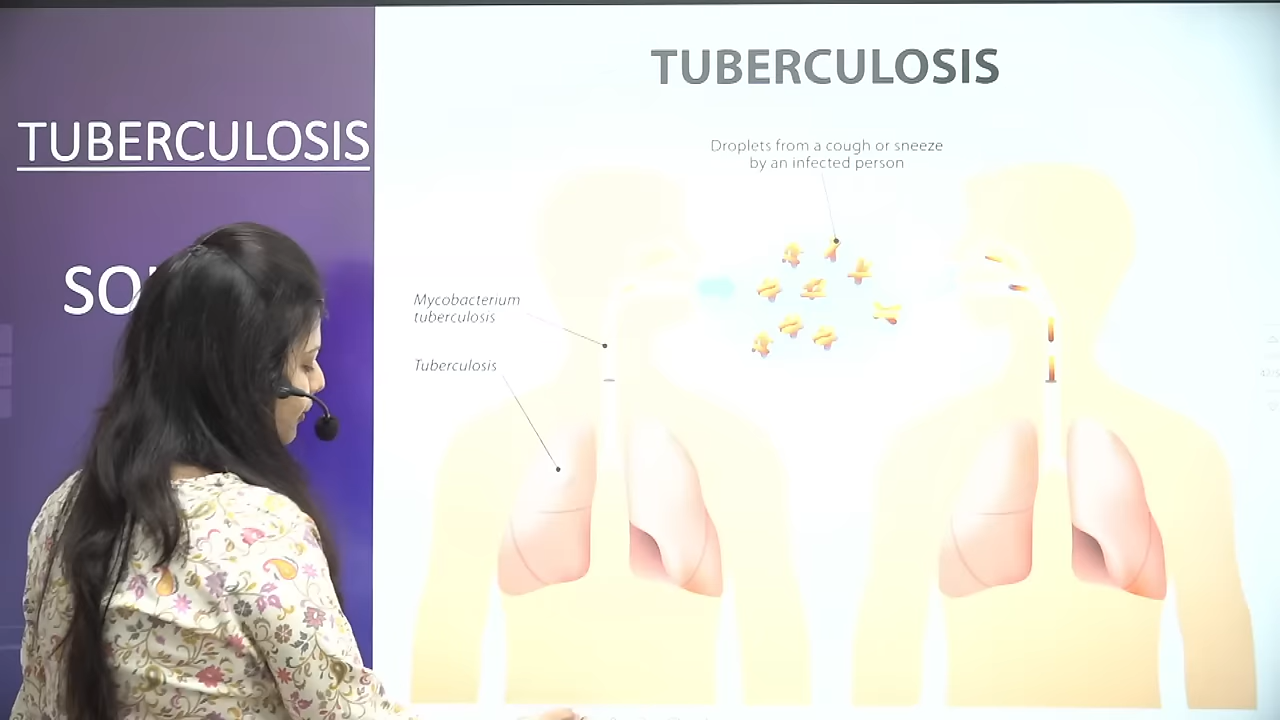 TUBERCULOSIS
SO
TUBERCULOSIS
Droplets from a cough or sneeze
by an infected person
Mycobacterium
tuberculosis
Tuberculosis